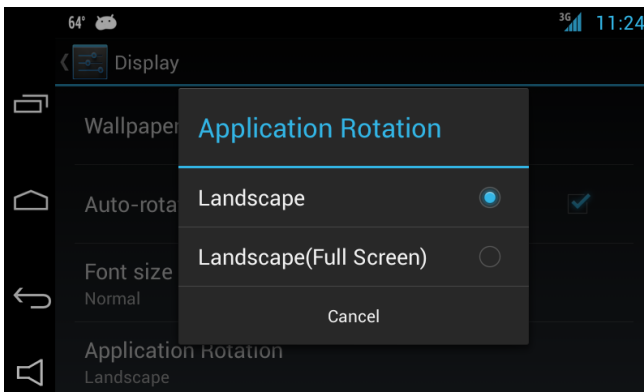 64°
3G
11:24
Display
Wallpaper
Application Rotation
Landscape
Auto-rota
Landscape(Full Screen)
Font size
Normal
Cancel
Application Rotation
Landscape